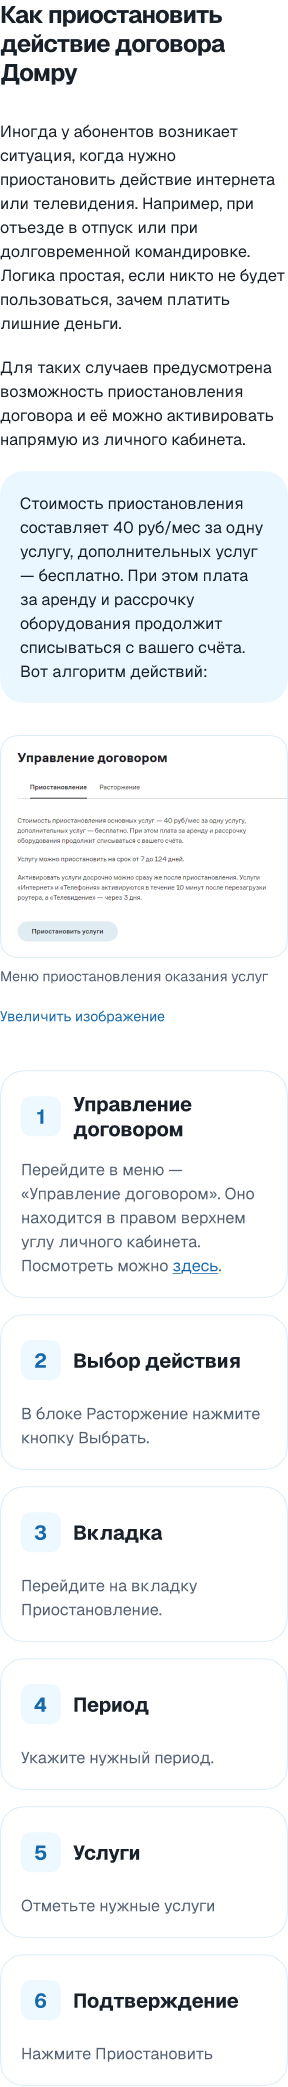 Как приостановить
действие договора
Домру
Иногда у абонентов возникает
ситуация, когда нужно
приостановить действие интернета
или телевидения. Например, при
отъезде в отпуск или при
долговременной командировке.
Логика простая, если никто не будет
пользоваться, зачем платить
лишние деньги.
Для таких случаев предусмотрена
возможность приостановления
договора и её можно активировать
напрямую из личного кабинета.
Стоимость приостановления
составляет 40 руб/мес за одну
услугу, дополнительных услуг
— бесплатно. При этом плата
за аренду и рассрочку
оборудования продолжит
списываться с вашего счёта.
Вот алгоритм действий:
Управление договором
Приостановление Расторжение
Стоимость приостановления основных услуг — 40 руб/мес за одну услугу,
дополнительных услуг — бесплатно. При этом плата за аренду и рассрочку
оборудования продолжит списываться с вашего счёта.
Услугу можно приостановить на срок от 7 до 124 дней.
Активировать услуги досрочно можно сразу же после приостановления. Услуги
«Интернет» и «Телефония» активируются в течение 10 минут после перезагрузки
роутера, а «Телевидение» — через 3 дня.
Приостановить услуги
Меню приостановления оказания услуг
Увеличить изображение
1
Управление
договором
Перейдите в меню —
«Управление договором». Оно
находится в правом верхнем
углу личного кабинета.
Посмотреть можно здесь.
2 Выбор действия
В блоке Расторжение нажмите
кнопку Выбрать.
3 Вкладка
Перейдите на вкладку
Приостановление.
4 Период
Укажите нужный период.
5 Услуги
Отметьте нужные услуги
6 Подтверждение
Нажмите Приостановить